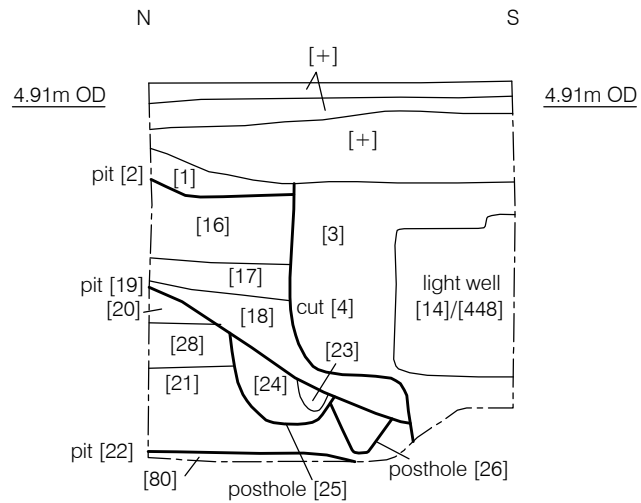 N S
[+]
4.91m OD 4.91m OD
[+]
pit [2] [1]
[16] [3]
[17]
pit [19] light well
[20] [18] cut [4] [14]/[448]
[28] [23]
[21] [24]
pit [22]
[80] posthole [26]
posthole [25]